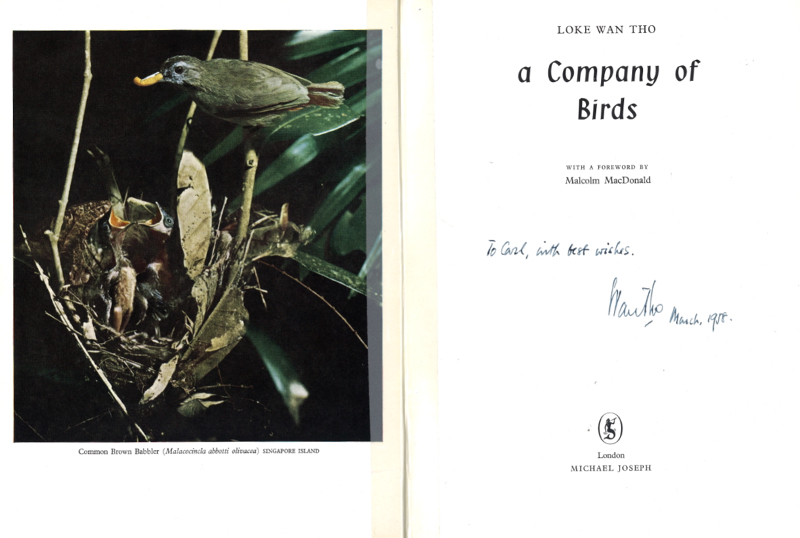 Common Brown Babbler (Malacocincla abbotti olivacea) SINGAPORE ISLAND
LOKE WAN THO
a Company of
Birds
WITH A FOREWORD BY
Malcolm MacDonald
To Carl, with best wishes.
Wan Tho March, 1958.
London
MICHAEL JOSEPH